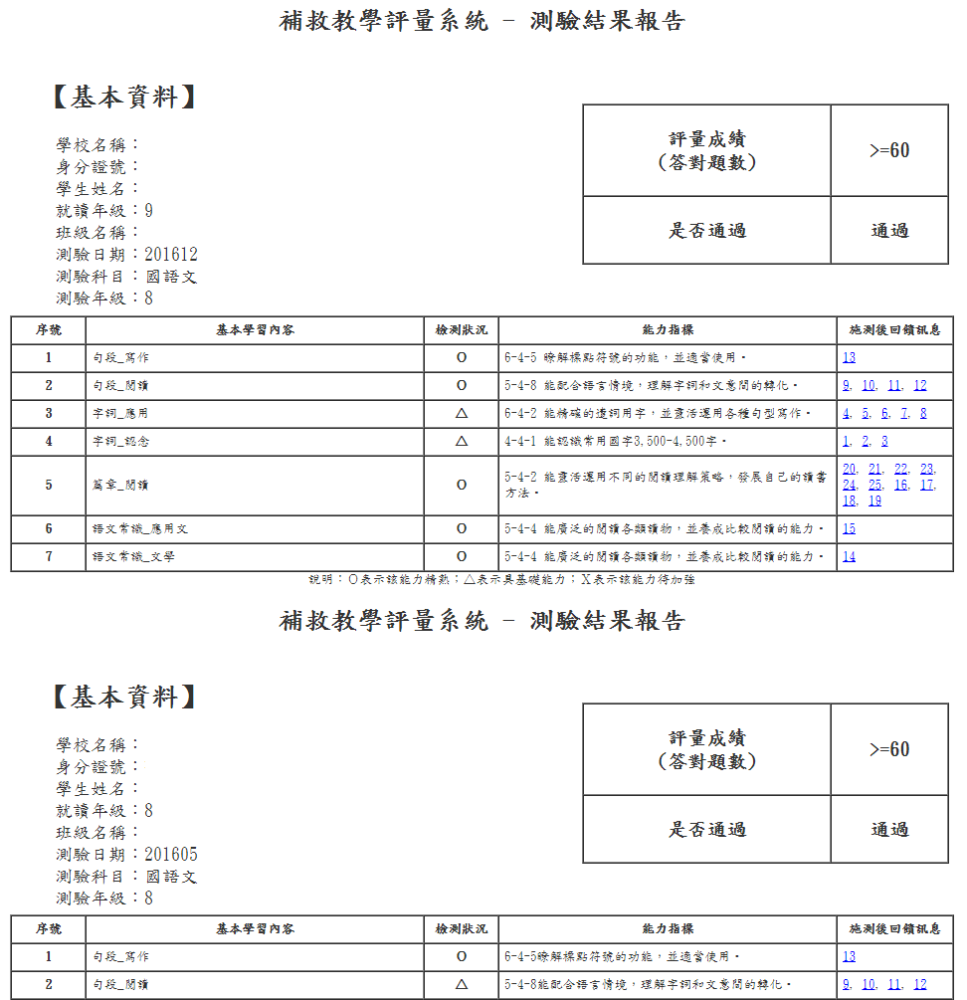 補救教學評量系統 - 測驗結果報告
【基本資料】
學校名稱：
身分證號：
學生姓名：
就讀年級：9
班級名稱：
測驗日期：201612
測驗科目：國語文
測驗年級：8
評量成績
(答對題數)
>=60
是否通過 通過
序號 基本學習內容 檢測狀況 能力指標 施測後回饋訊息
1 句段_寫作 O 6-4-5 瞭解標點符號的功能，並適當使用。 13
2 句段_閱讀 O 5-4-8 能配合語言情境，理解字詞和文意間的轉化。 9, 10, 11, 12
3 字詞_應用 △ 6-4-2 能精確的遣詞用字，並靈活運用各種句型寫作。 4, 5, 6, 7, 8
4 字詞_認念 △ 4-4-1 能認識常用國字3,500-4,500字。 1, 2, 3
5 篇章_閱讀 O 5-4-2 能靈活運用不同的閱讀理解策略，發展自己的讀書
方法。
20, 21, 22, 23,
24, 25, 16, 17,
18, 19
6 語文常識_應用文 O 5-4-4 能廣泛的閱讀各類讀物，並養成比較閱讀的能力。 15
7 語文常識_文學 O 5-4-4 能廣泛的閱讀各類讀物，並養成比較閱讀的能力。 14
說明：O表示該能力精熟；△表示具基礎能力；X表示該能力待加強
補救教學評量系統 - 測驗結果報告
【基本資料】
學校名稱：
身分證號：
學生姓名：
就讀年級：8
班級名稱：
測驗日期：201605
測驗科目：國語文
測驗年級：8
評量成績
(答對題數)
>=60
是否通過 通過
序號 基本學習內容 檢測狀況 能力指標 施測後回饋訊息
1 句段_寫作 O 6-4-5瞭解標點符號的功能，並適當使用。 13
2 句段_閱讀 △ 5-4-8能配合語言情境，理解字詞和文意間的轉化。 9, 10, 11, 12